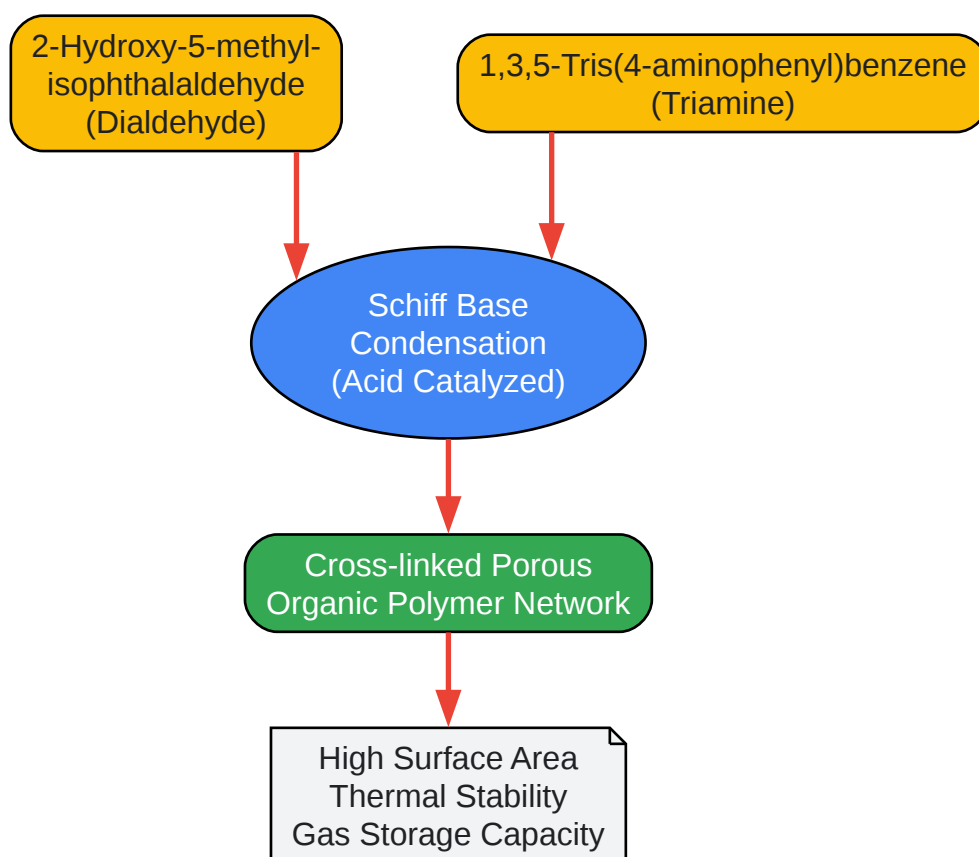 2-Hydroxy-5-methyl-
isophthalaldehyde
(Dialdehyde)
1,3,5-Tris(4-aminophenyl)benzene
(Triamine)
Schiff Base
Condensation
(Acid Catalyzed)
Cross-linked Porous
Organic Polymer Network
High Surface Area
Thermal Stability
Gas Storage Capacity